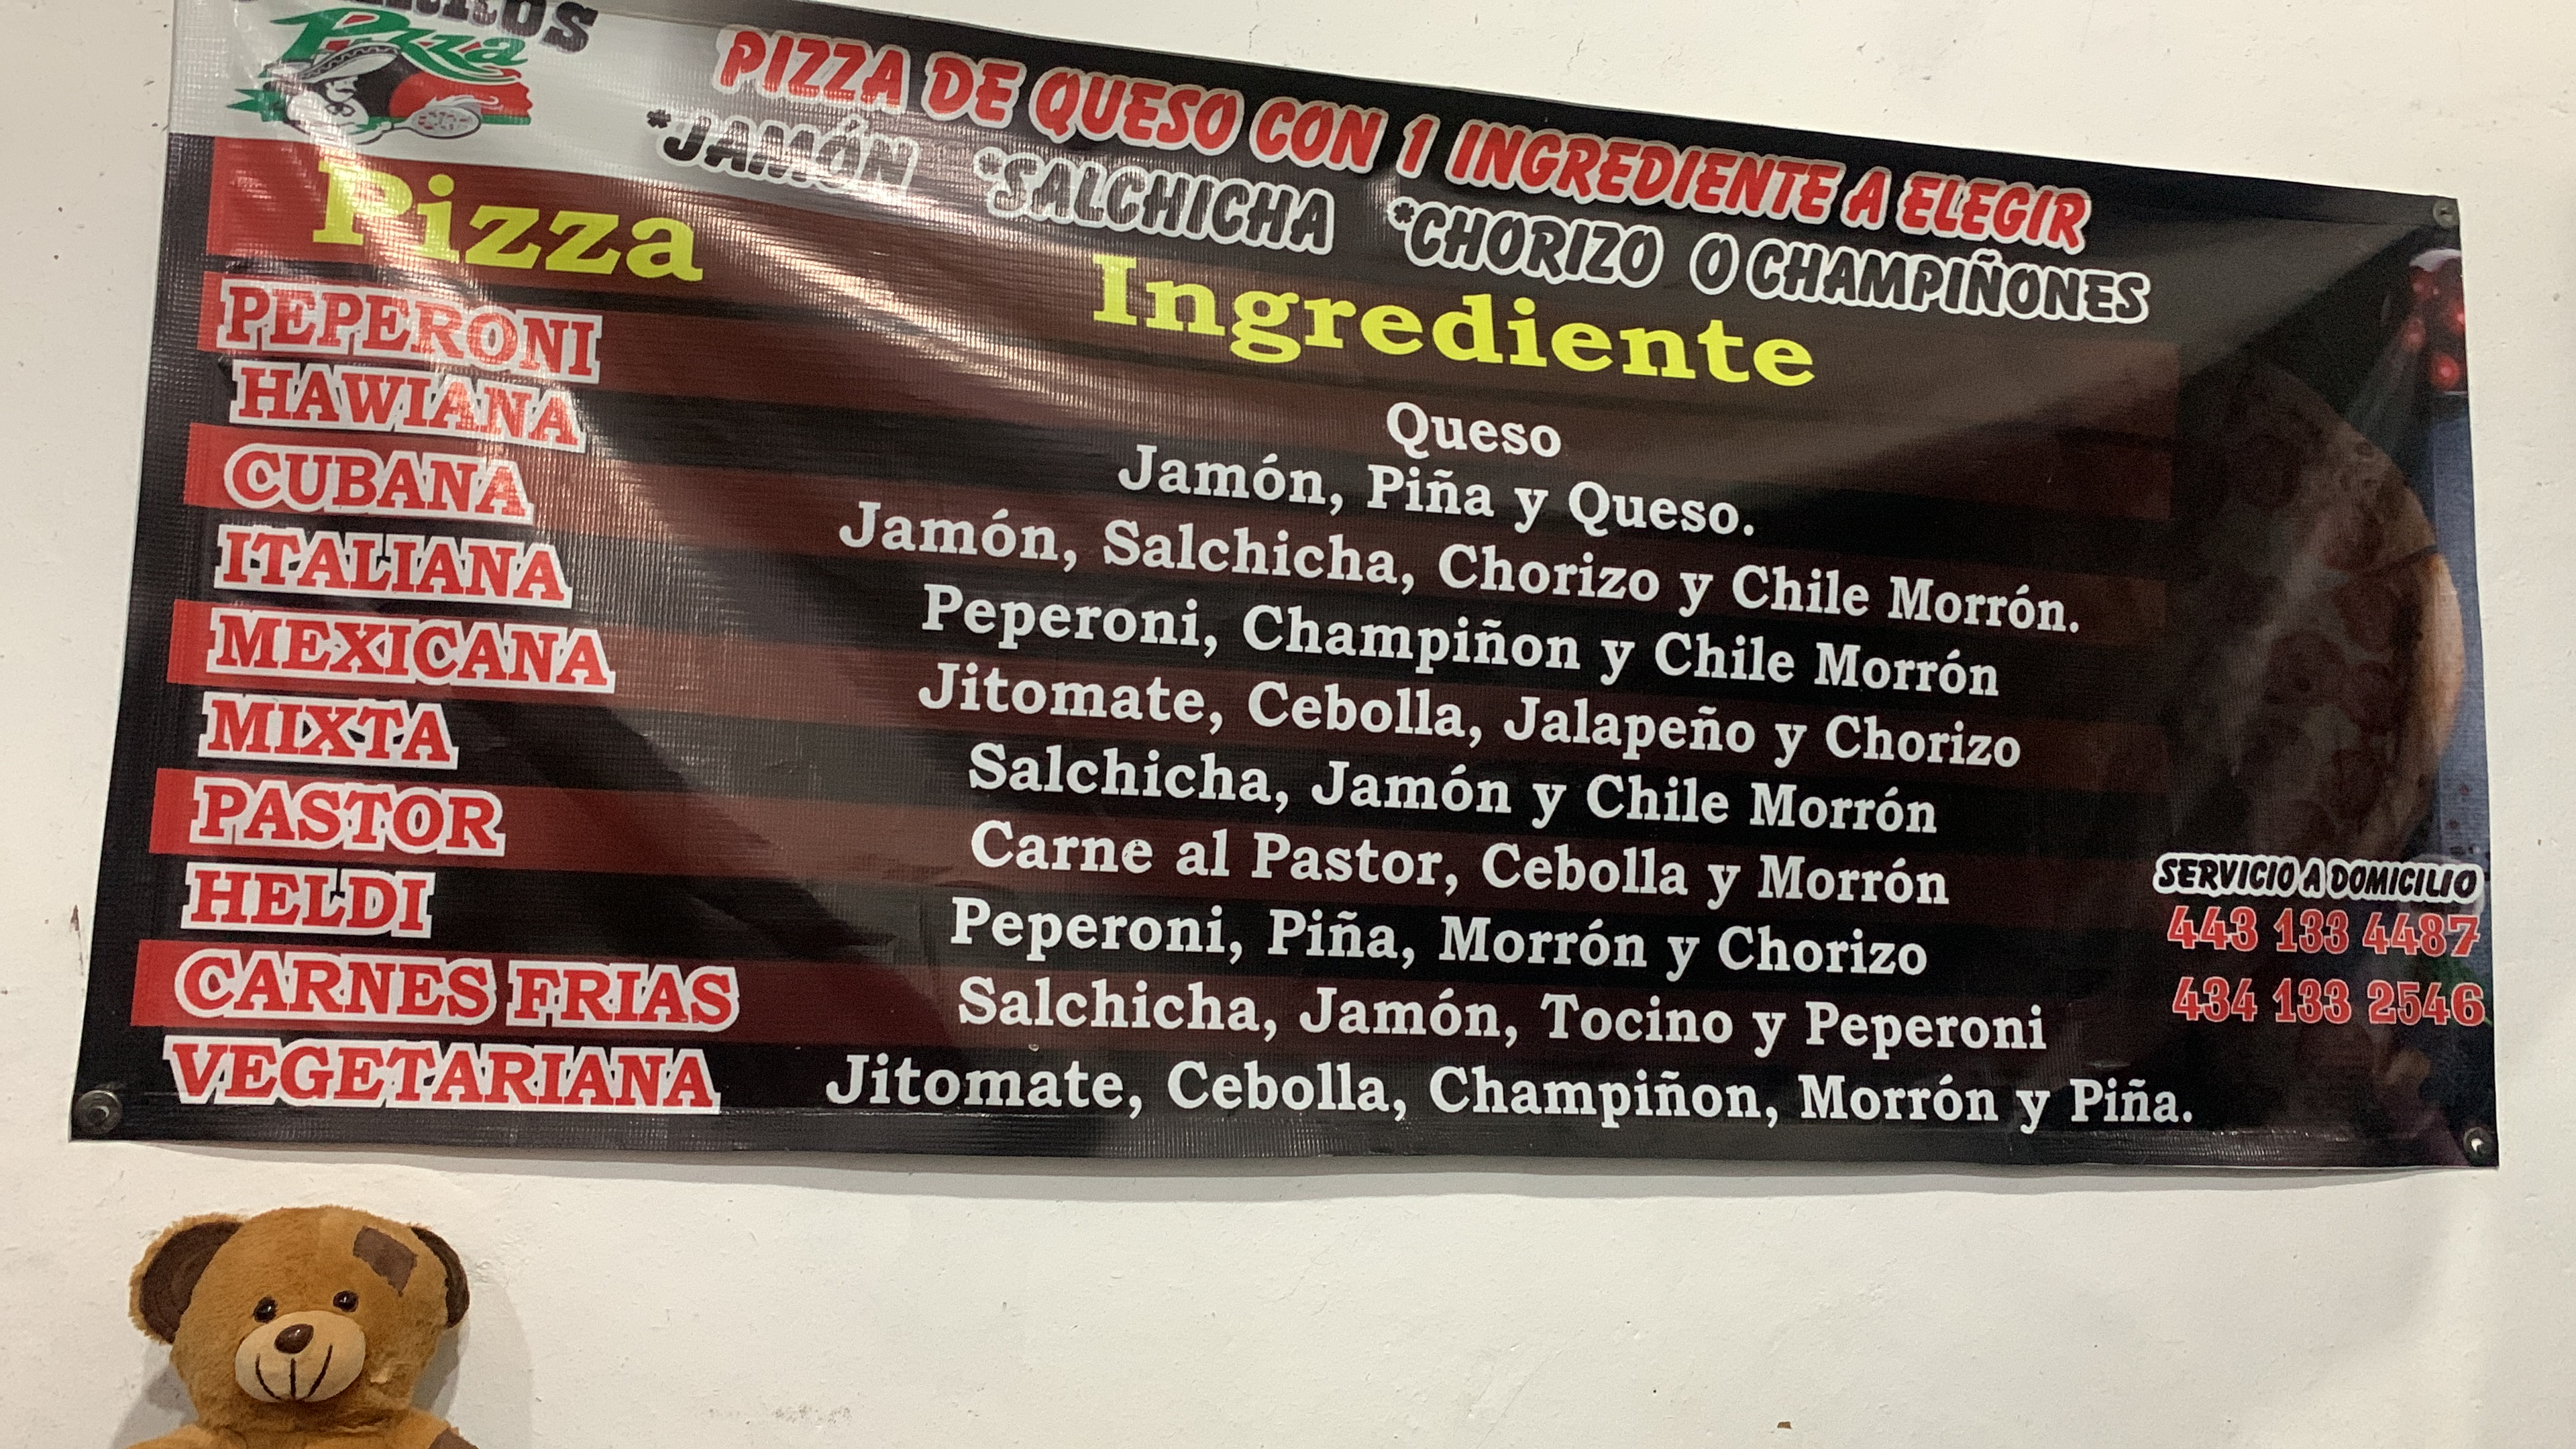 Pizza
PIZZA DE QUESO CON 1 INGREDIENTE A ELEGIR
*JAMÓN *SALCHICHA *CHORIZO O CHAMPIÑONES
Pizza Ingrediente
PEPERONI Queso
HAWIANA Jamón, Piña y Queso.
CUBANA Jamón, Salchicha, Chorizo y Chile Morrón.
ITALIANA Peperoni, Champiñon y Chile Morrón
MEXICANA Jitomate, Cebolla, Jalapeño y Chorizo
MIXTA Salchicha, Jamón y Chile Morrón
PASTOR Carne al Pastor, Cebolla y Morrón
HELDI Peperoni, Piña, Morrón y Chorizo
CARNES FRIAS Salchicha, Jamón, Tocino y Peperoni
VEGETARIANA Jitomate, Cebolla, Champiñon, Morrón y Piña.
SERVICIO A DOMICILIO
443 133 4487
434 133 2546